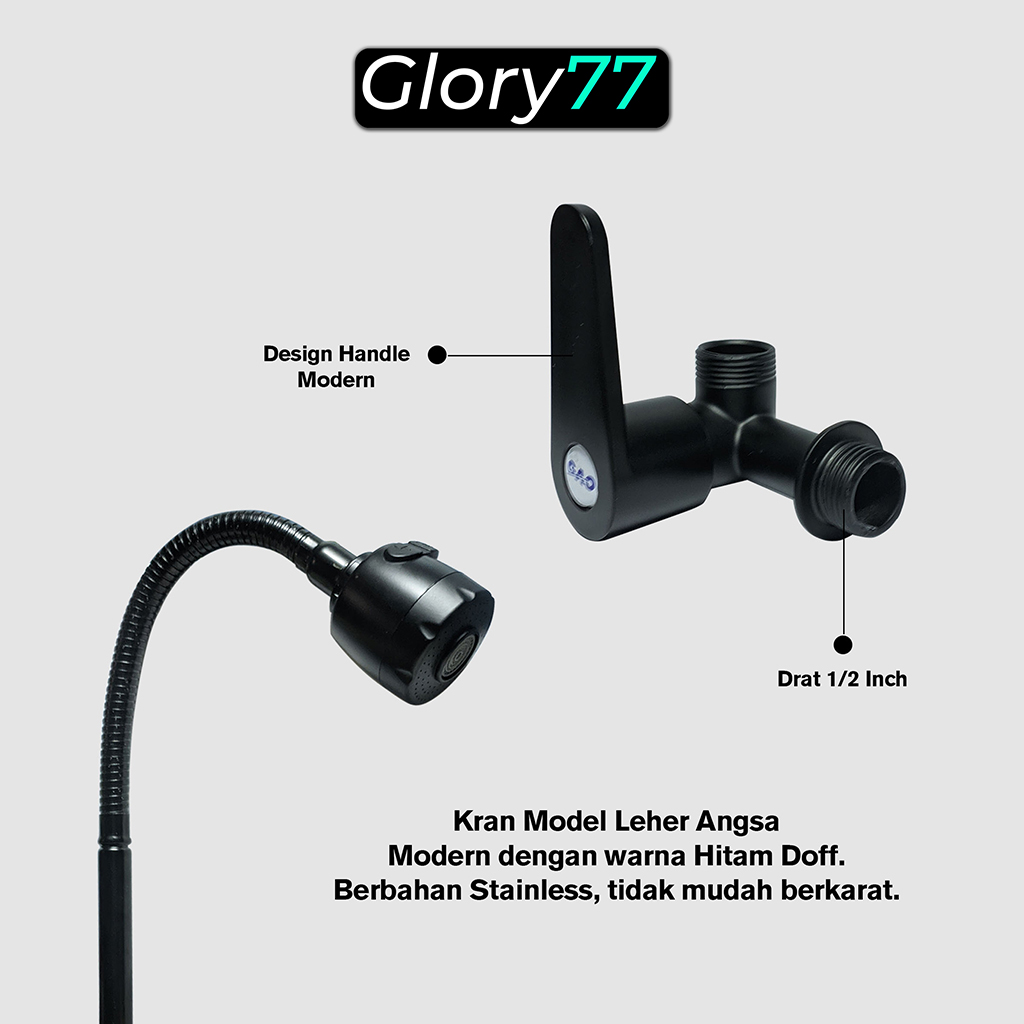 Glory77
Design Handle
Modern
GAO
Drat 1/2 Inch
Kran Model Leher Angsa
Modern dengan warna Hitam Doff.
Berbahan Stainless, tidak mudah berkarat.